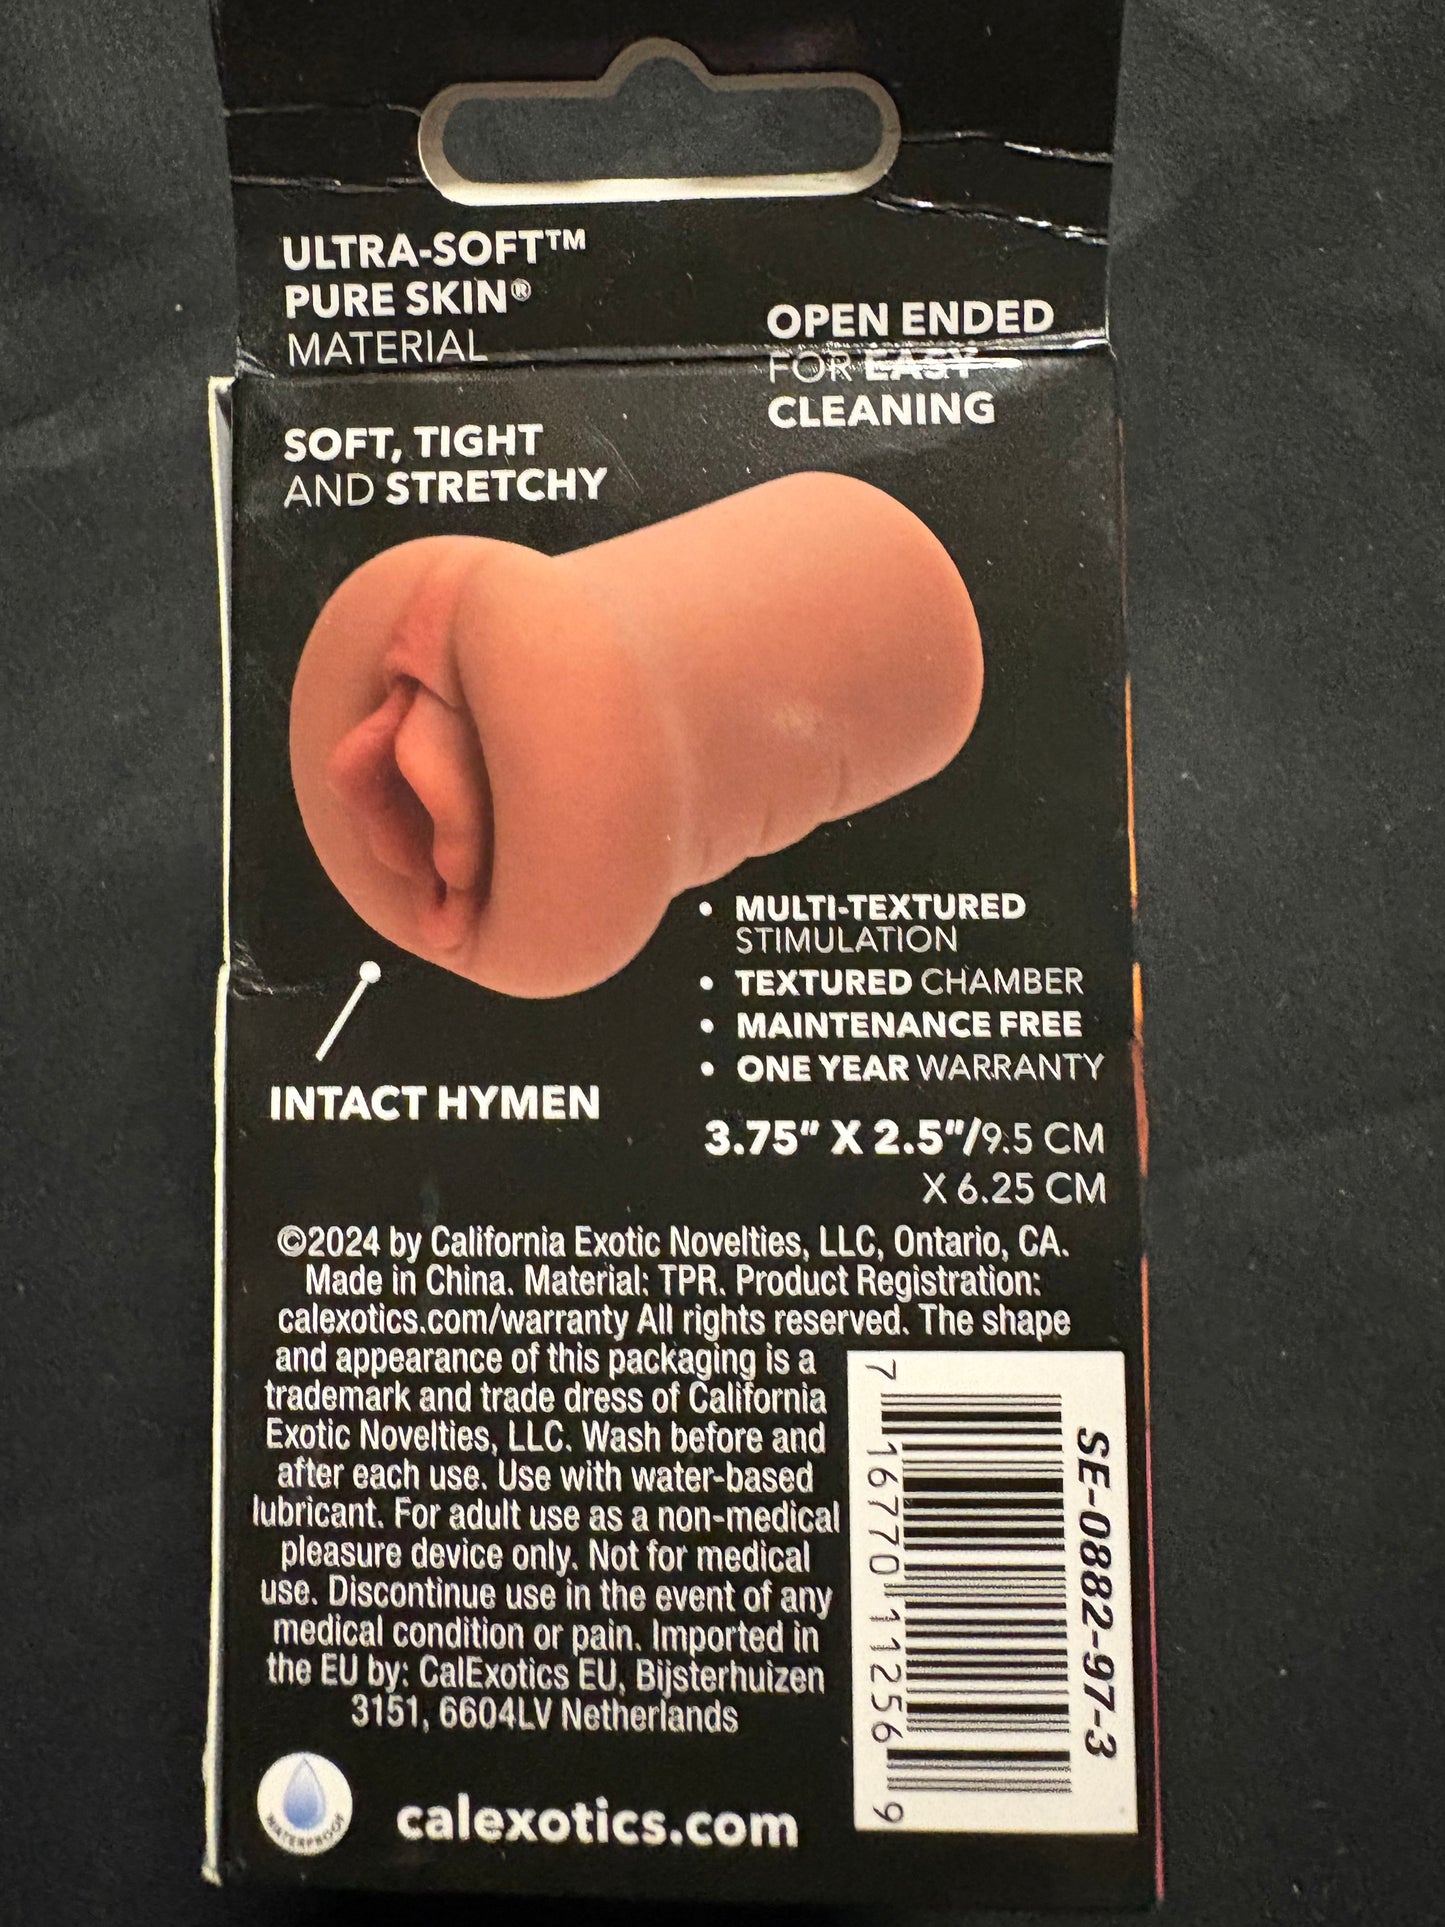 ULTRA-SOFT™
PURE SKIN®
MATERIAL
OPEN ENDED
FOR EASY
CLEANING
SOFT, TIGHT
AND STRETCHY
• MULTI-TEXTURED
STIMULATION
• TEXTURED CHAMBER
• MAINTENANCE FREE
• ONE YEAR WARRANTY
INTACT HYMEN
3.75" X 2.5"/9.5 CM
X 6.25 CM
©2024 by California Exotic Novelties, LLC, Ontario, CA.
Made in China. Material: TPR. Product Registration:
calexotics.com/warranty All rights reserved. The shape
and appearance of this packaging is a
trademark and trade dress of California
Exotic Novelties, LLC. Wash before and
after each use. Use with water-based
lubricant. For adult use as a non-medical
pleasure device only. Not for medical
use. Discontinue use in the event of any
medical condition or pain. Imported in
the EU by: CalExotics EU, Bijsterhuizen
3151, 6604LV Netherlands
SE-0882-97-3
7 16770 11256 9
WATERPROOF
calexotics.com